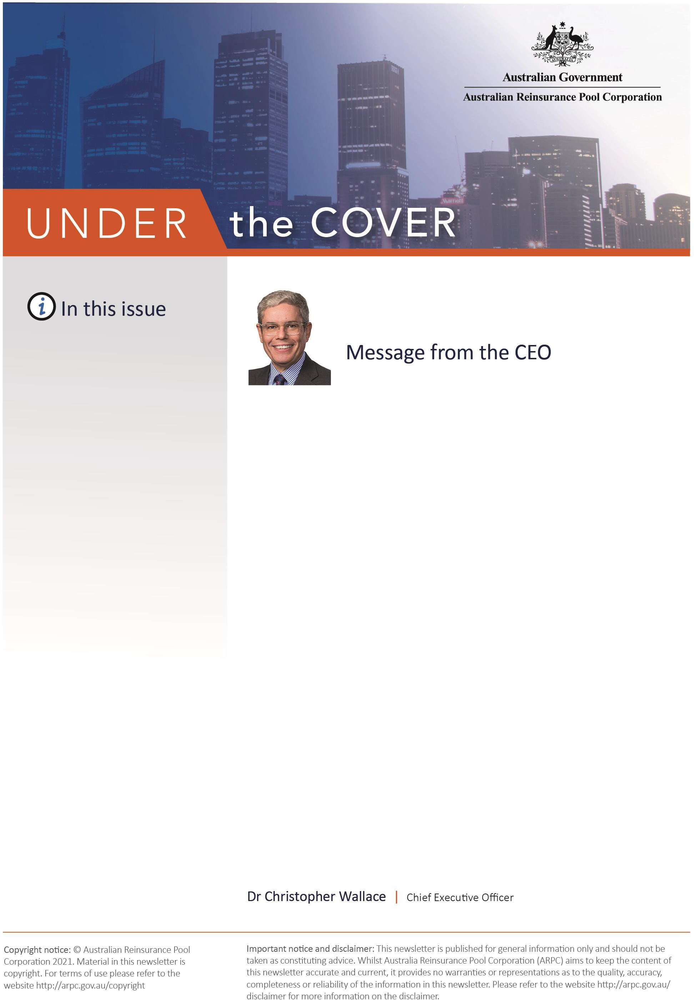 AUSTRALIA
Australian Government
Australian Reinsurance Pool Corporation
AMP
Marriott
UNDER the COVER
i In this issue
Message from the CEO
Dr Christopher Wallace | Chief Executive Officer
Copyright notice: © Australian Reinsurance Pool
Corporation 2021. Material in this newsletter is
copyright. For terms of use please refer to the
website http://arpc.gov.au/copyright
Important notice and disclaimer: This newsletter is published for general information only and should not be
taken as constituting advice. Whilst Australia Reinsurance Pool Corporation (ARPC) aims to keep the content of
this newsletter accurate and current, it provides no warranties or representations as to the quality, accuracy,
completeness or reliability of the information in this newsletter. Please refer to the website http://arpc.gov.au/
disclaimer for more information on the disclaimer.